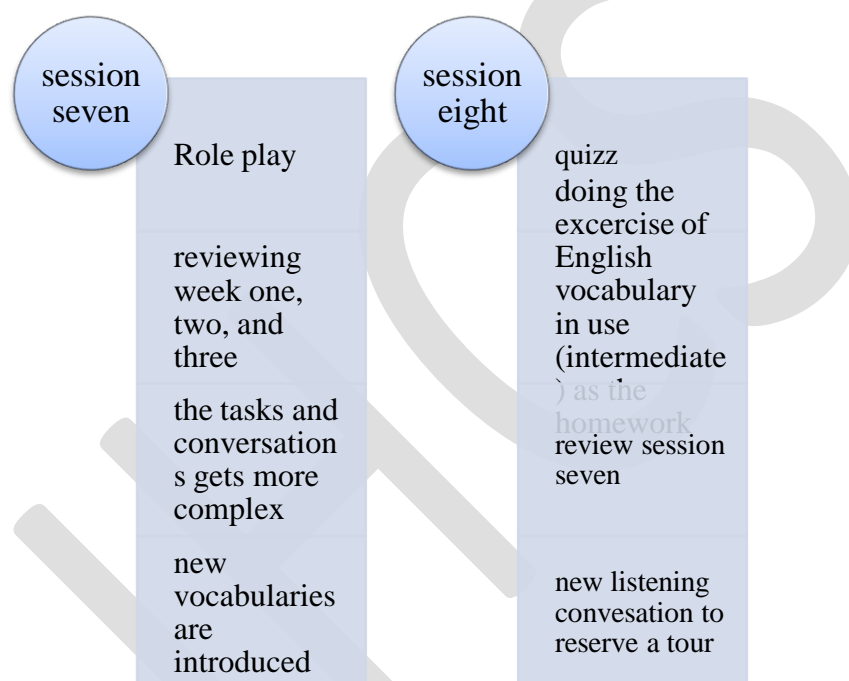 session
seven
Role play
reviewing
week one,
two, and
three
the tasks and
conversation
s gets more
complex
new
vocabularies
are
introduced
session
eight
quizz
doing the
excercise of
English
vocabulary
in use
(intermediate
) as the
homework
review session
seven
new listening
convesation to
reserve a tour